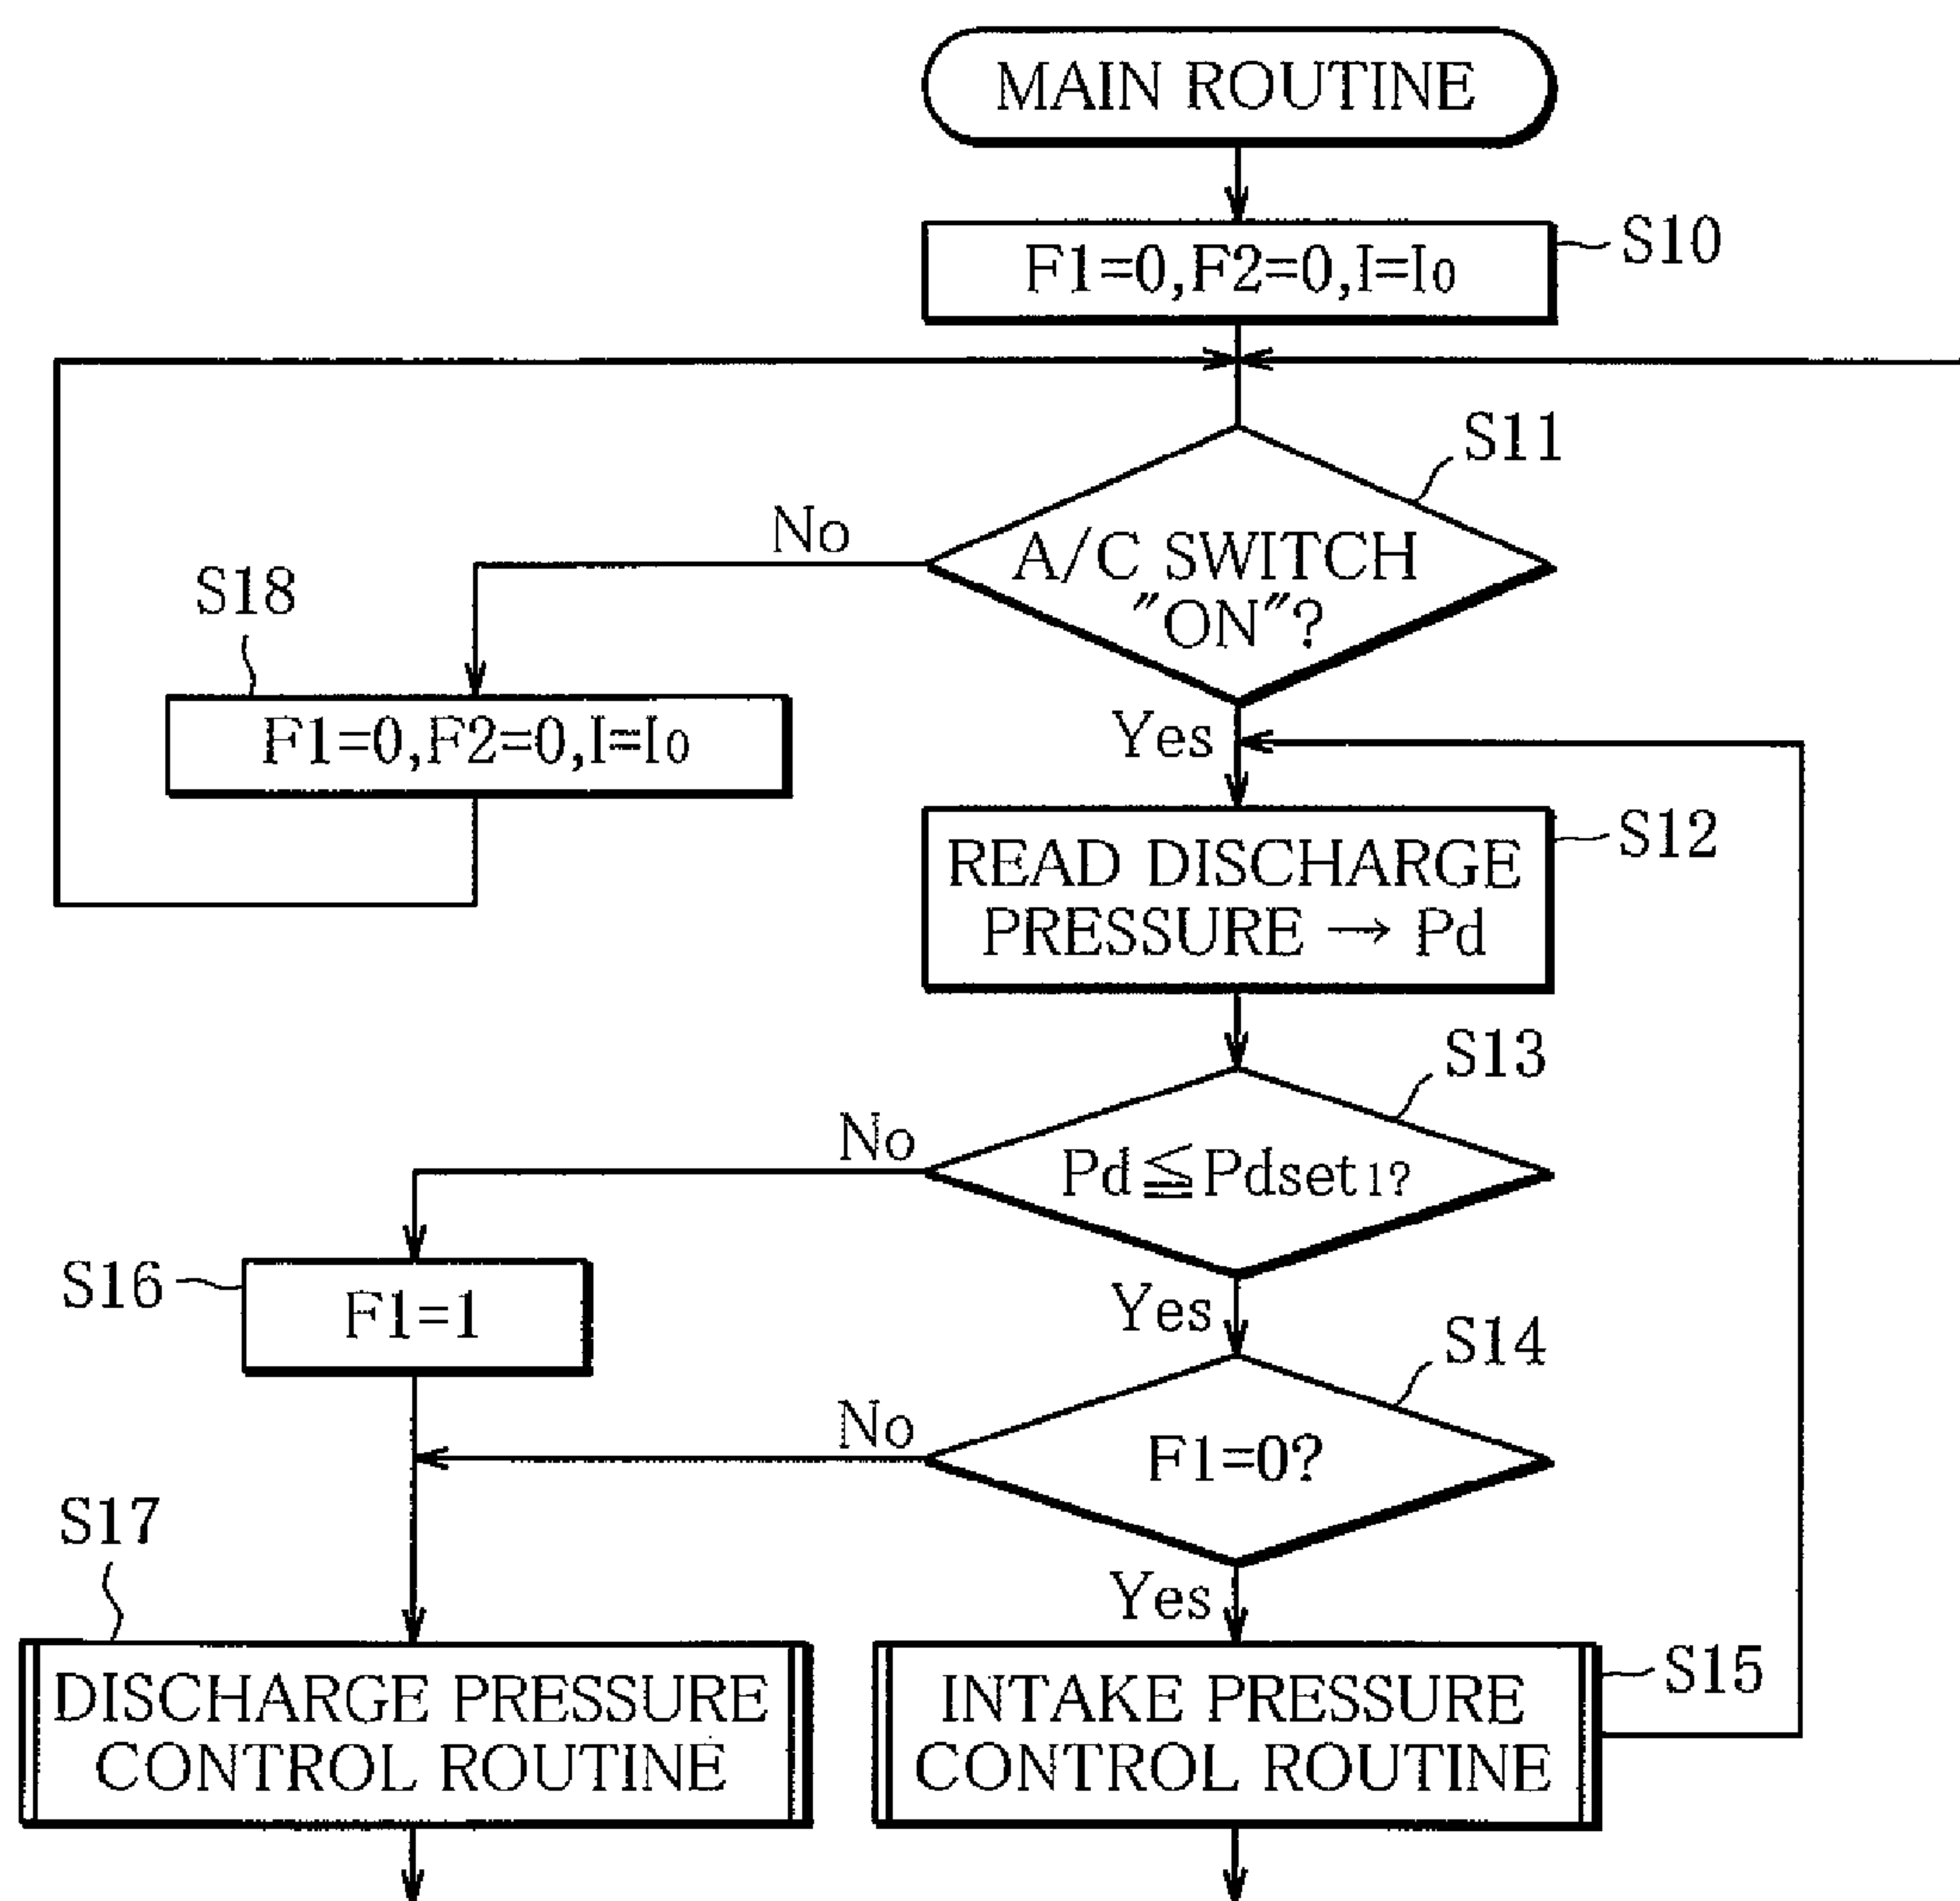 MAIN ROUTINE
F1=0,F2=0,I=I0
S10
S11
No
A/C SWITCH
"ON"?
S18
F1=0,F2=0,I=I0
Yes
READ DISCHARGE
PRESSURE → Pd
S12
S13
No
Pd≦Pdset1?
S16
F1=1
Yes
S14
No
F1=0?
S17
Yes
DISCHARGE PRESSURE
CONTROL ROUTINE
INTAKE PRESSURE
CONTROL ROUTINE
S15